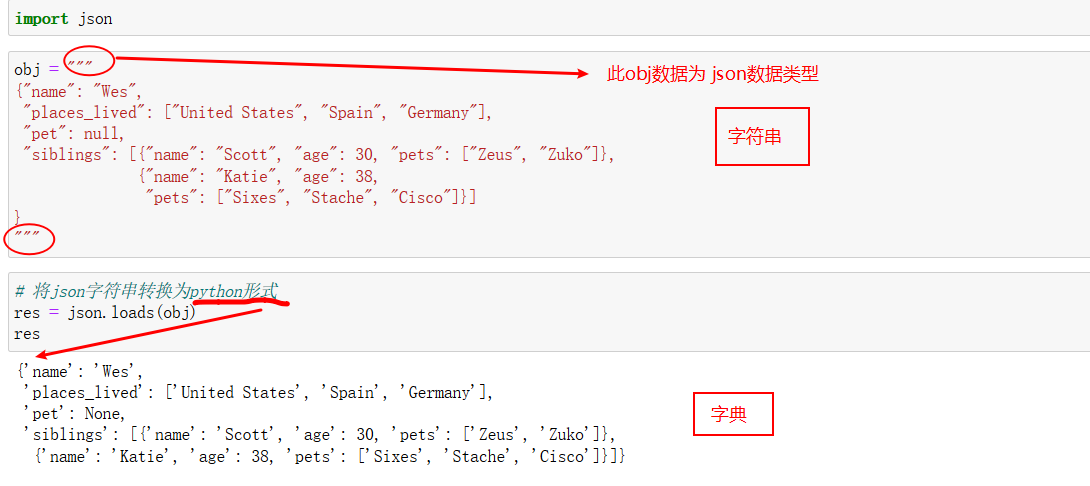 import json
obj = """
此obj数据为 json数据类型
{"name": "Wes",
"places_lived": ["United States", "Spain", "Germany"],
"pet": null,
字符串
"siblings": [{"name": "Scott", "age": 30, "pets": ["Zeus", "Zuko"]},
{"name": "Katie", "age": 38,
"pets": ["Sixes", "Stache", "Cisco"]}]
}
"""
# 将json字符串转换为python形式
res = json.loads(obj)
res
{'name': 'Wes',
'places_lived': ['United States', 'Spain', 'Germany'],
'pet': None,
字典
'siblings': [{'name': 'Scott', 'age': 30, 'pets': ['Zeus', 'Zuko']},
{'name': 'Katie', 'age': 38, 'pets': ['Sixes', 'Stache', 'Cisco']}]}